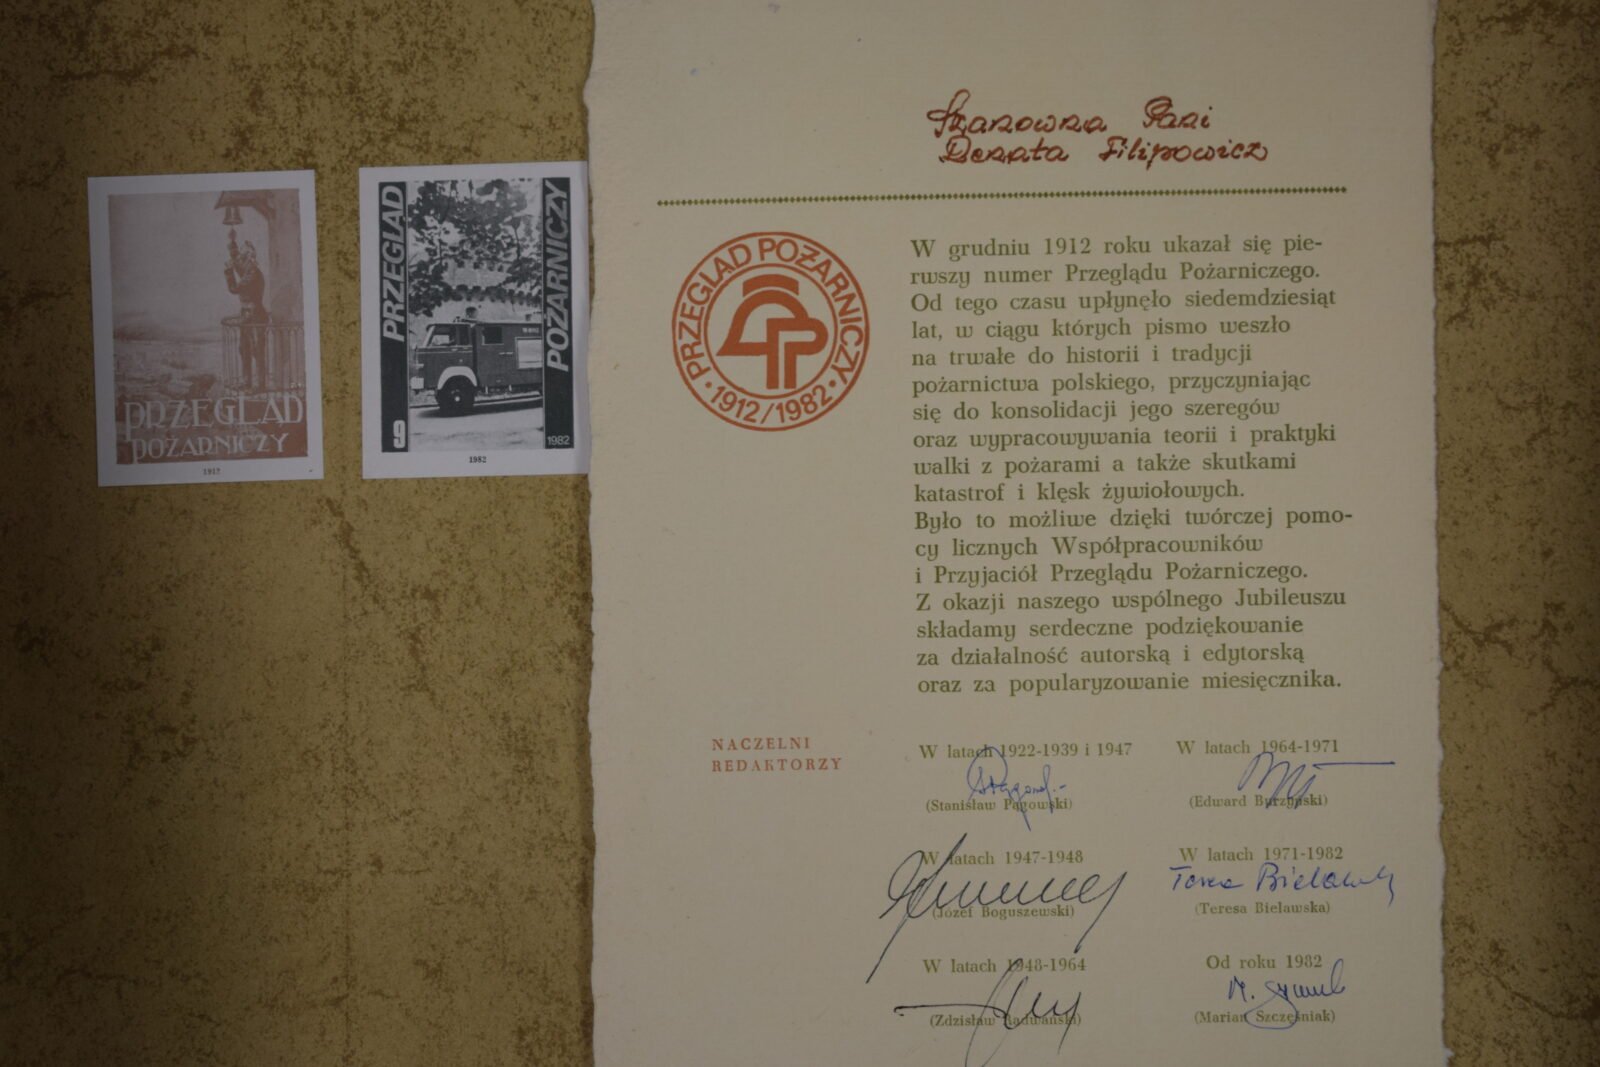 PRZEGLĄD
POŻARNICZY
1912
PRZEGLĄD
POŻARNICZY
9
1982
1982
Szanowna Pani
Renata Filipowicz
PRZEGLĄD POŻARNICZY
1912/1982
W grudniu 1912 roku ukazał się pie-
rwszy numer Przeglądu Pożarniczego.
Od tego czasu upłynęło siedemdziesiąt
lat, w ciągu których pismo weszło
na trwałe do historii i tradycji
pożarnictwa polskiego, przyczyniając
się do konsolidacji jego szeregów
oraz wypracowywania teorii i praktyki
walki z pożarami a także skutkami
katastrof i klęsk żywiołowych.
Było to możliwe dzięki twórczej pomo-
cy licznych Współpracowników
i Przyjaciół Przeglądu Pożarniczego.
Z okazji naszego wspólnego Jubileuszu
składamy serdeczne podziękowanie
za działalność autorską i edytorską
oraz za popularyzowanie miesięcznika.
NACZELNI
REDAKTORZY
W latach 1922-1939 i 1947
(Stanisław Pągowski)
W latach 1964-1971
(Edward Burzyński)
W latach 1947-1948
(Józef Boguszewski)
W latach 1971-1982
Teresa Bielawska
(Teresa Bielawska)
W latach 1948-1964
(Zdzisław Radwański)
Od roku 1982
(Marian Szczęśniak)